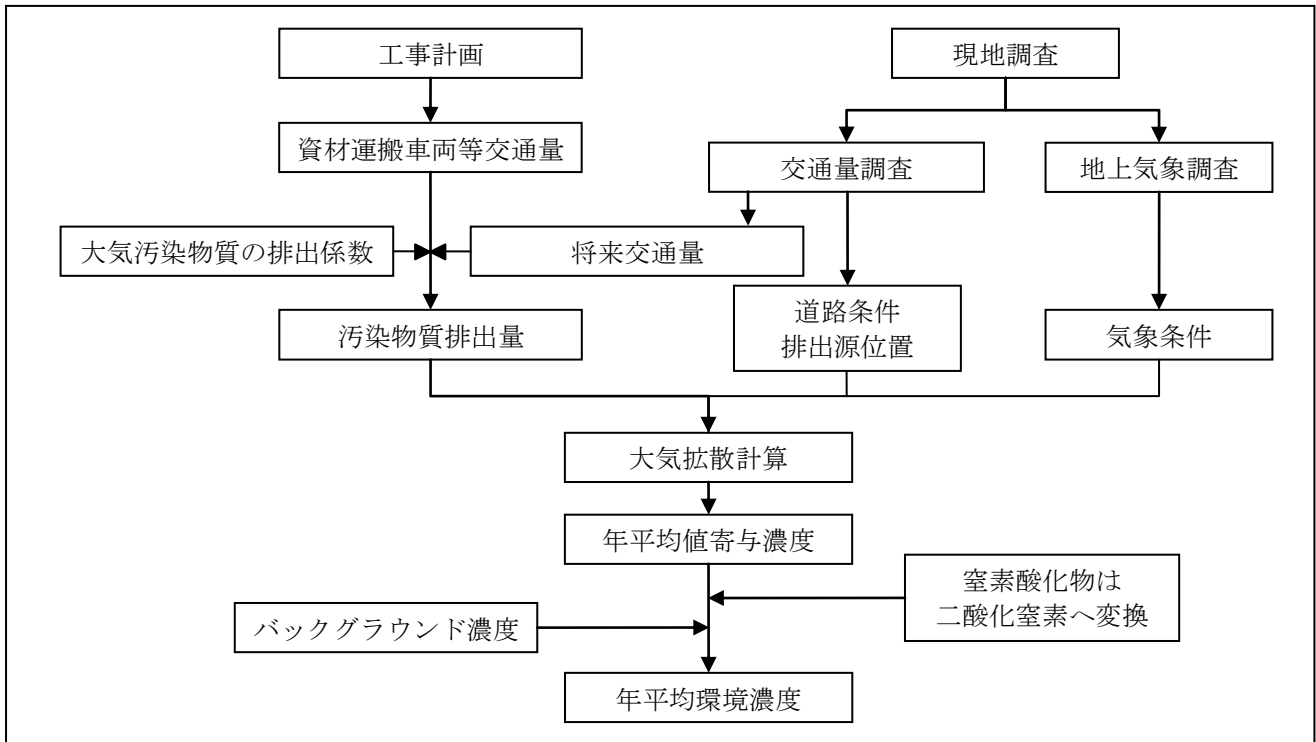 工事計画
現地調査
資材運搬車両等交通量
交通量調査
地上気象調査
大気汚染物質の排出係数
将来交通量
汚染物質排出量
道路条件
排出源位置
気象条件
大気拡散計算
年平均値寄与濃度
窒素酸化物は
二酸化窒素へ変換
バックグラウンド濃度
年平均環境濃度